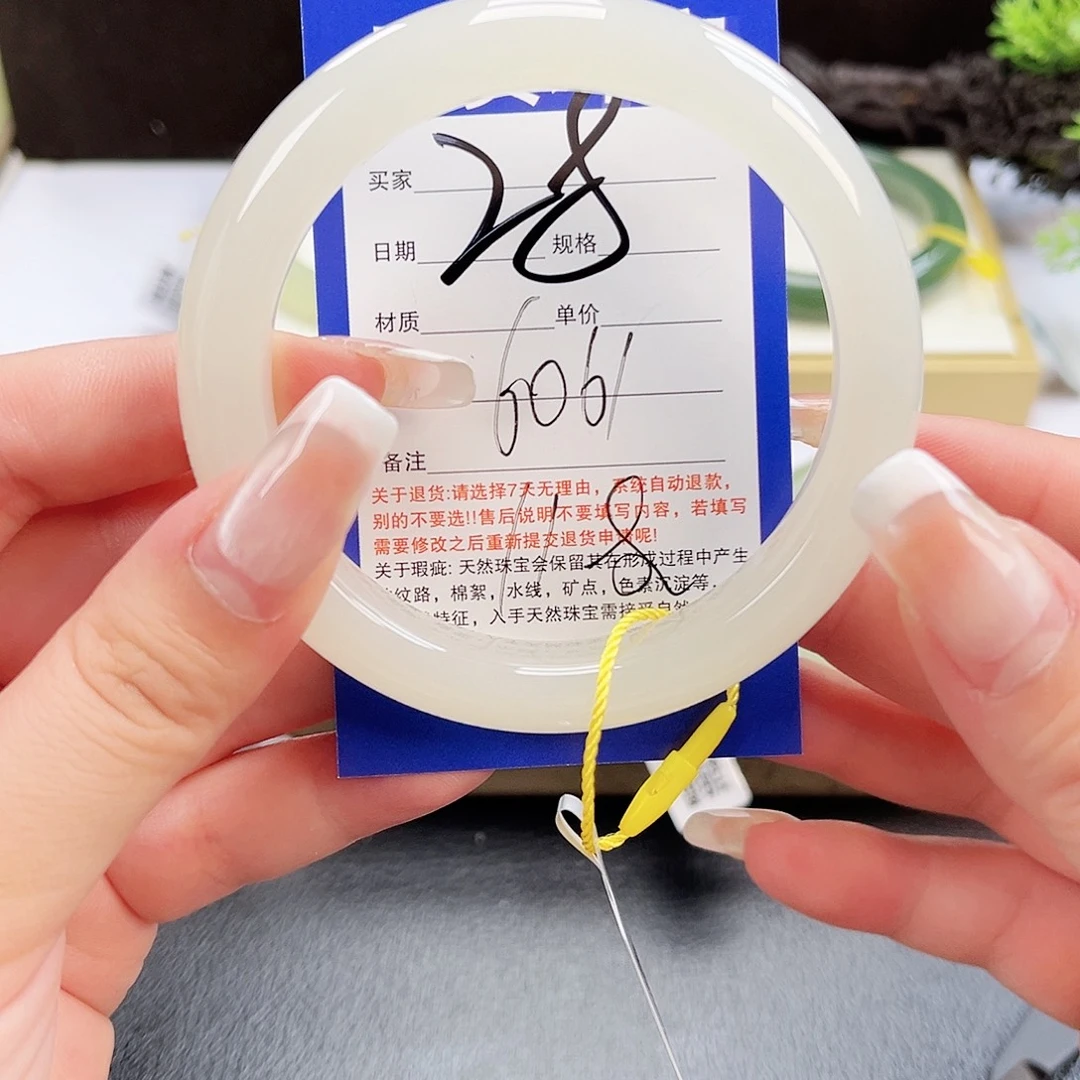 28
买家
日期 规格
材质 单价
6061
备注
关于退货:请选择7天无理由，系统自动退款，
别的不要选!!售后说明不要填写内容，若填写
需要修改之后重新提交退货申请呢!
118
关于瑕疵: 天然珠宝会保留其在形成过程中产生
纹路，棉絮，水线，矿点，色素沉淀等
特征，入手天然珠宝需接受自然